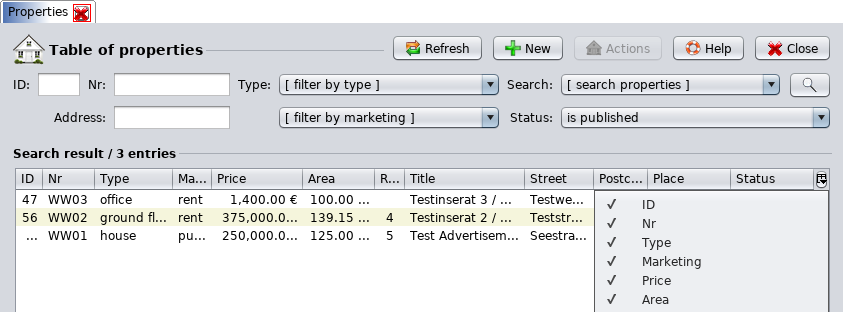 Properties
Table of properties Refresh New Actions Help Close
ID: Nr: Type: [ filter by type ] Search: [ search properties ]
Address: [ filter by marketing ] Status: is published
Search result / 3 entries
ID Nr Type Ma... Price Area R... Title Street Postc... Place Status
47 WW03 office rent 1,400.00 € 100.00 ... Testinserat 3 / ... Testwe...
56 WW02 ground fl... rent 375,000.0... 139.15 ... 4 Testinserat 2 / ... Teststr...
... WW01 house pu... 250,000.0... 125.00 ... 5 Test Advertisem... Seestra...
✓ ID
✓ Nr
✓ Type
✓ Marketing
✓ Price
✓ Area